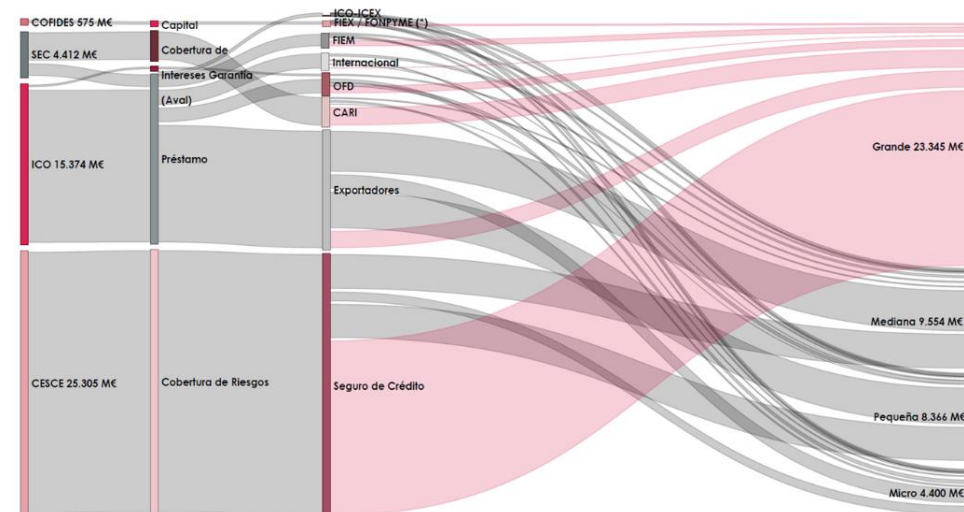 COFIDES 575 M€
SEC 4.412 M€
ICO 15.374 M€
CESCE 25.305 M€
Capital
Cobertura de
Intereses Garantía
(Aval)
Préstamo
Cobertura de Riesgos
ICO-ICEX
FIEX / FONPYME (*)
FIEM
Internacional
OFD
CARI
Exportadores
Seguro de Crédito
Grande 23.345 M€
Mediana 9.554 M€
Pequeña 8.366 M€
Micro 4.400 M€